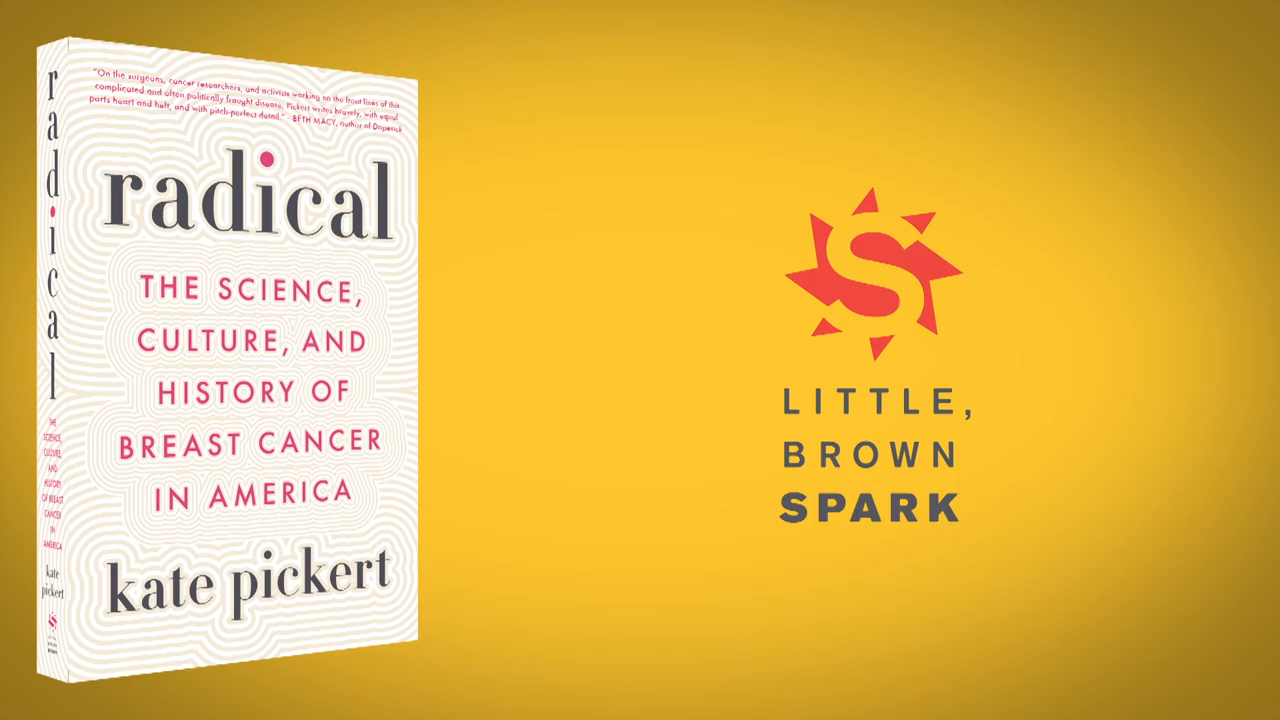 "On the surgeons, cancer researchers, and activists working on the front lines of this
complicated and often politically fraught disease, Pickert writes bravely, with equal
parts heart and heft, and with pitch-perfect detail." - BETH MACY, author of Dopesick
radical
THE SCIENCE,
CULTURE, AND
HISTORY OF
BREAST CANCER
IN AMERICA
kate pickert
radical
THE
SCIENCE,
CULTURE,
AND
HISTORY
OF BREAST
CANCER
IN
AMERICA
kate
pickert
S
LITTLE,
BROWN
SPARK